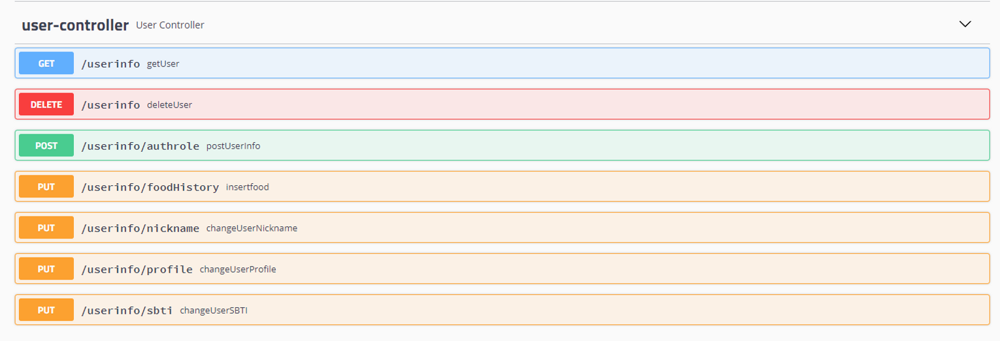 user-controller User Controller
GET /userinfo getUser
DELETE /userinfo deleteUser
POST /userinfo/authrole postUserInfo
PUT /userinfo/foodHistory insertfood
PUT /userinfo/nickname changeUserNickname
PUT /userinfo/profile changeUserProfile
PUT /userinfo/sbti changeUserSBTI